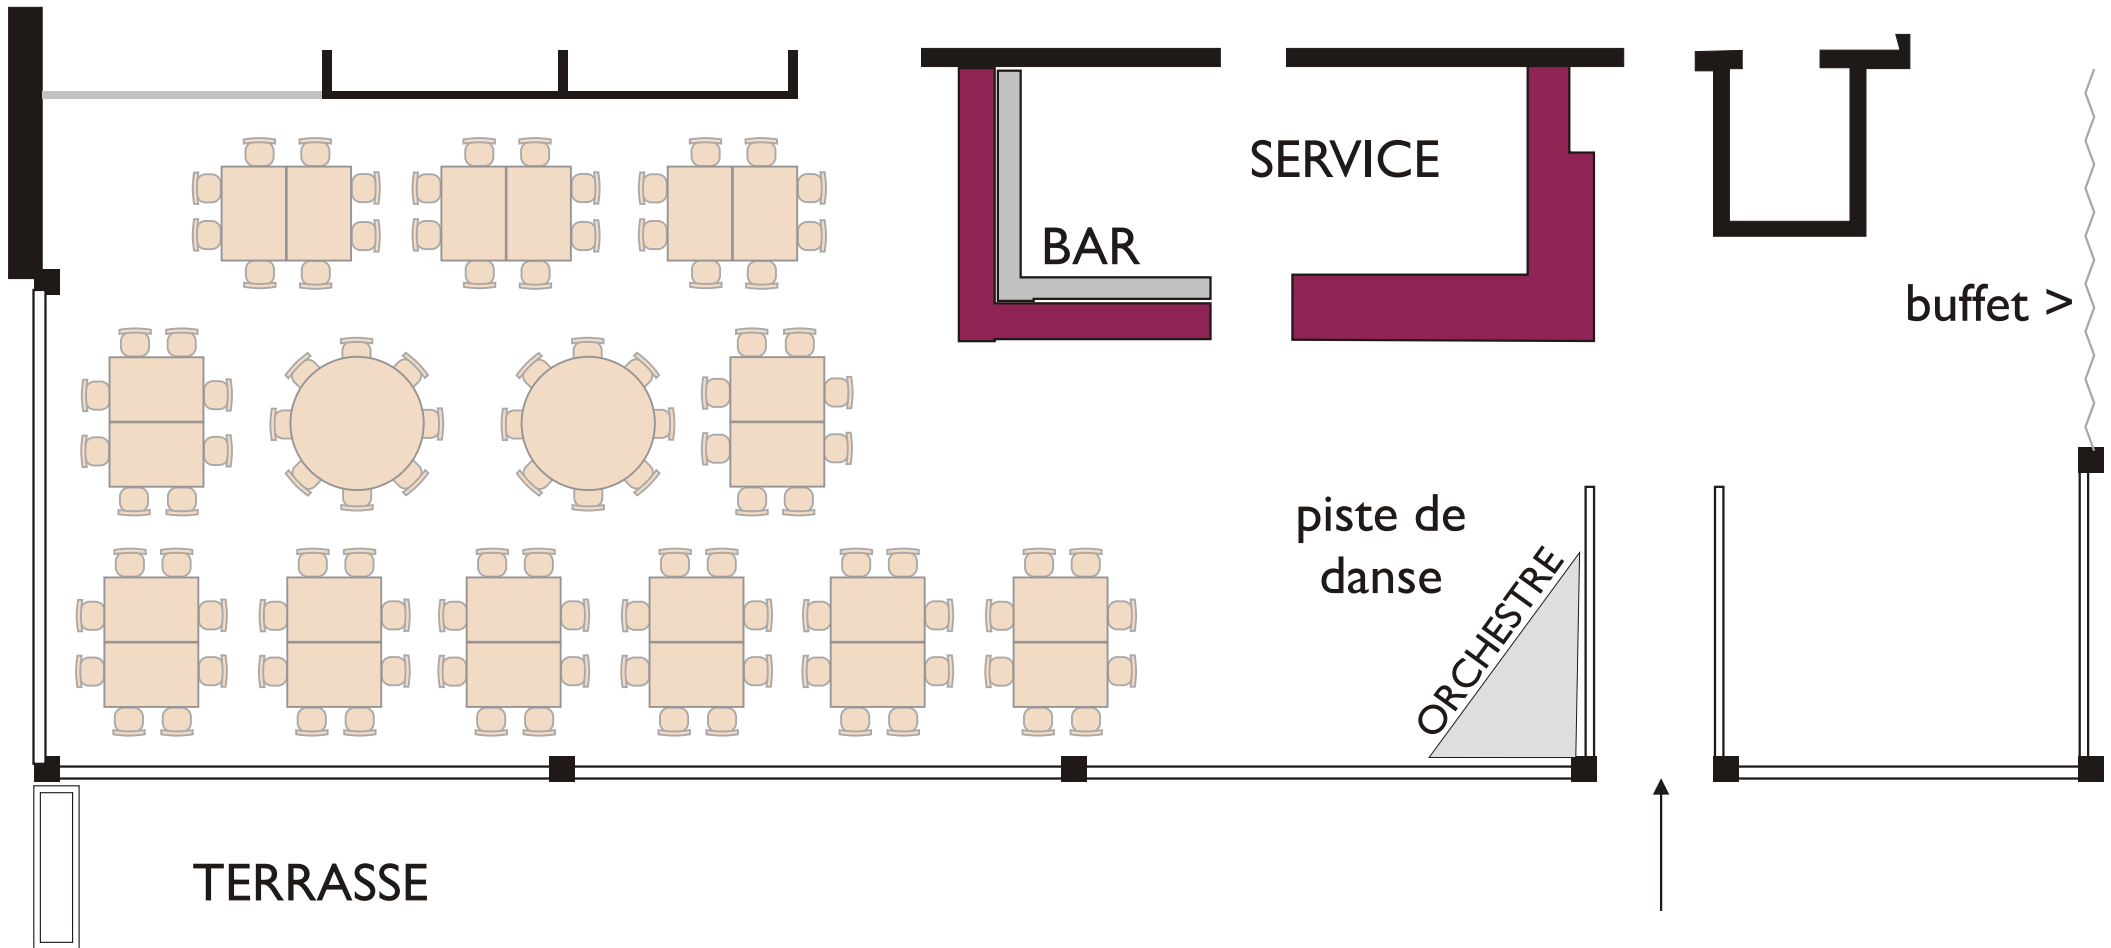 SERVICE
BAR
buffet >
piste de
danse
ORCHESTRE
TERRASSE